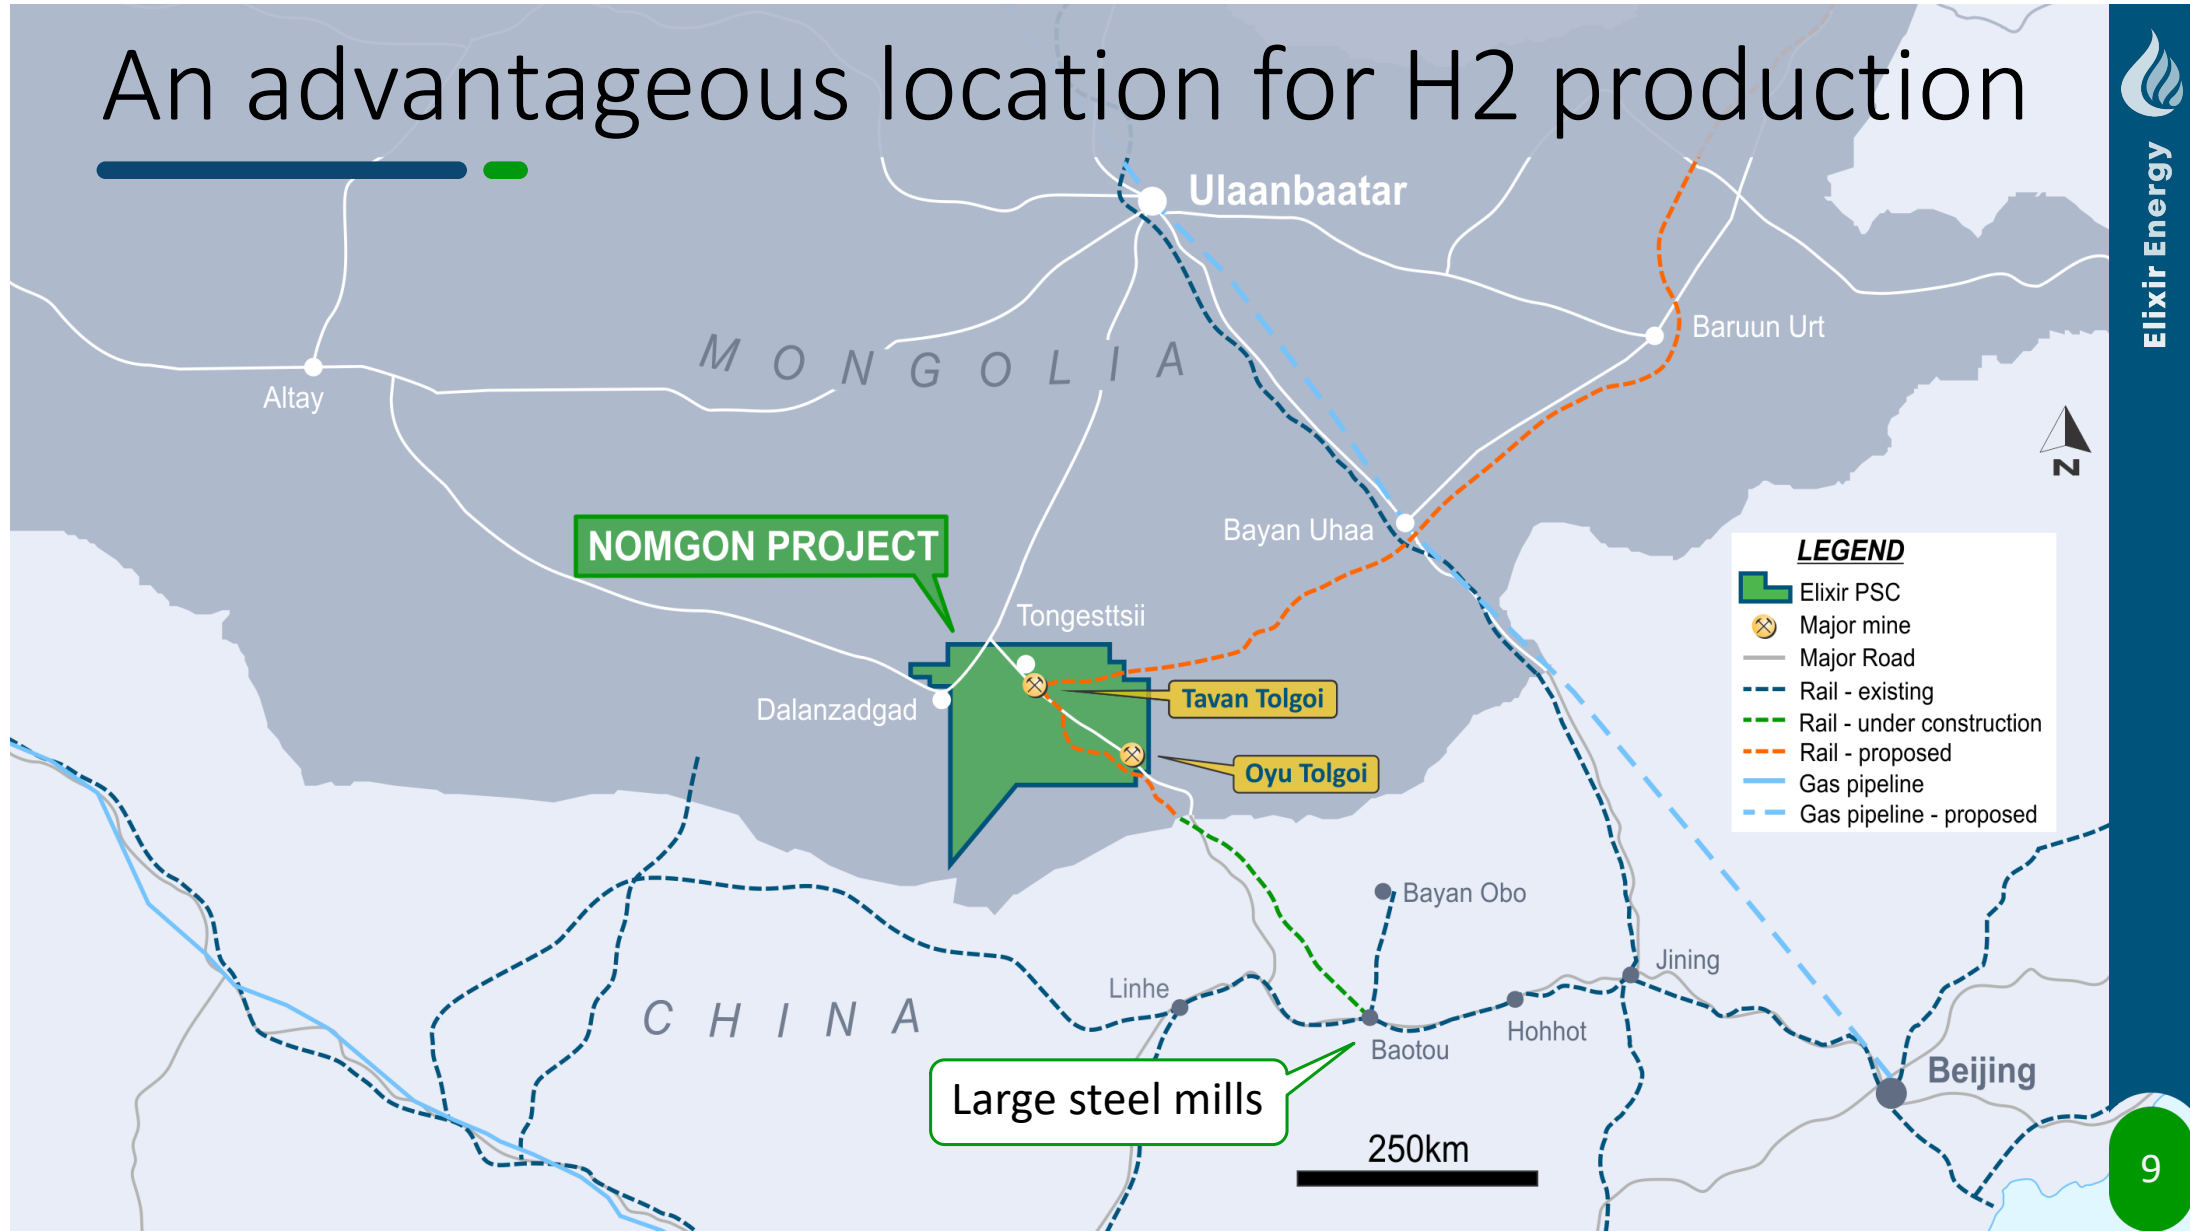 An advantageous location for H2 production
Elixir Energy
Ulaanbaatar
Baruun Urt
MONGOLIA
Altay
N
Bayan Uhaa
NOMGON PROJECT
LEGEND
Elixir PSC
Major mine
Major Road
Rail - existing
Rail - under construction
Rail - proposed
Gas pipeline
Gas pipeline - proposed
Tongesttsii
Tavan Tolgoi
Dalanzadgad
Oyu Tolgoi
Bayan Obo
Jining
Linhe
CHINA
Hohhot
Baotou
Beijing
Large steel mills
250km
9